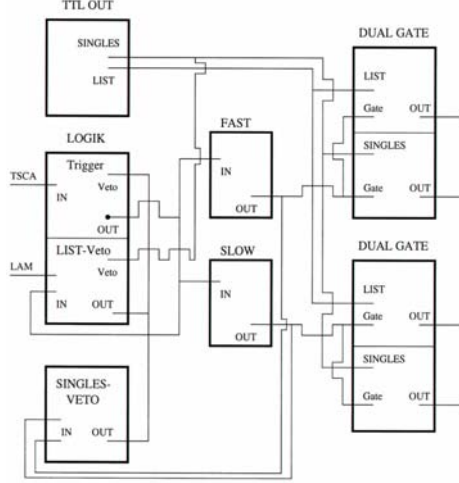 TTL OUT
SINGLES
LIST
DUAL GATE
LIST
Gate
OUT
SINGLES
Gate
OUT
LOGIK
Trigger
TSCA
Veto
IN
OUT
LIST-Veto
LAM
Veto
IN
OUT
FAST
IN
OUT
SLOW
IN
OUT
DUAL GATE
LIST
Gate
OUT
SINGLES
Gate
OUT
SINGLES-
VETO
IN
OUT